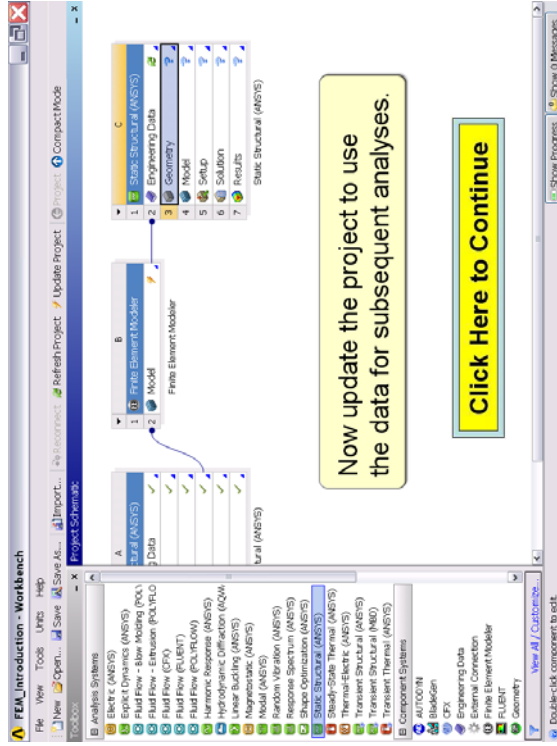 FEM_Introduction - Workbench
File View Tools Units Help
New Open... Save Save As... Import... Reconnect Refresh Project Update Project Project Compact Mode
Toolbox
Analysis Systems
Electric (ANSYS)
Explicit Dynamics (ANSYS)
Fluid Flow - Blow Molding (POLY
Fluid Flow - Extrusion (POLYFLO
Fluid Flow (CFX)
Fluid Flow (FLUENT)
Fluid Flow (POLYFLOW)
Harmonic Response (ANSYS)
Hydrodynamic Diffraction (AQW
Linear Buckling (ANSYS)
Magnetostatic (ANSYS)
Modal (ANSYS)
Random Vibration (ANSYS)
Response Spectrum (ANSYS)
Shape Optimization (ANSYS)
Static Structural (ANSYS)
Steady-State Thermal (ANSYS)
Thermal-Electric (ANSYS)
Transient Structural (ANSYS)
Transient Structural (MBD)
Transient Thermal (ANSYS)
Component Systems
AUTODYN
BladeGen
CFX
Engineering Data
External Connection
Finite Element Modeler
FLUENT
Geometry
View All / Customize...
Double-click component to edit.
Project Schematic
A
ctural (ANSYS)
g Data
tural (ANSYS)
B
1 Finite Element Modeler
2 Model
Finite Element Modeler
C
1 Static Structural (ANSYS)
2 Engineering Data
3 Geometry ?
4 Model ?
5 Setup ?
6 Solution ?
7 Results ?
Static Structural (ANSYS)
Now update the project to use
the data for subsequent analyses.
Click Here to Continue
Show Progress Show 0 Messages